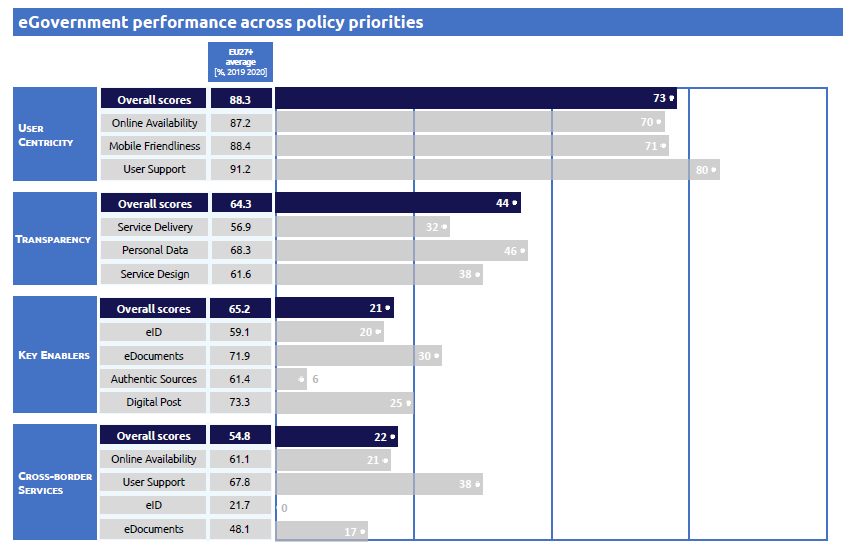 eGovernment performance across policy priorities
EU27+
average
[%, 2019 2020]
USER
CENTRICITY
Overall scores 88.3 73
Online Availability 87.2 70
Mobile Friendliness 88.4 71
User Support 91.2 80
TRANSPARENCY
Overall scores 64.3 44
Service Delivery 56.9 32
Personal Data 68.3 46
Service Design 61.6 38
KEY ENABLERS
Overall scores 65.2 21
eID 59.1 20
eDocuments 71.9 30
Authentic Sources 61.4 6
Digital Post 73.3 25
CROSS-BORDER
SERVICES
Overall scores 54.8 22
Online Availability 61.1 21
User Support 67.8 38
eID 21.7 0
eDocuments 48.1 17